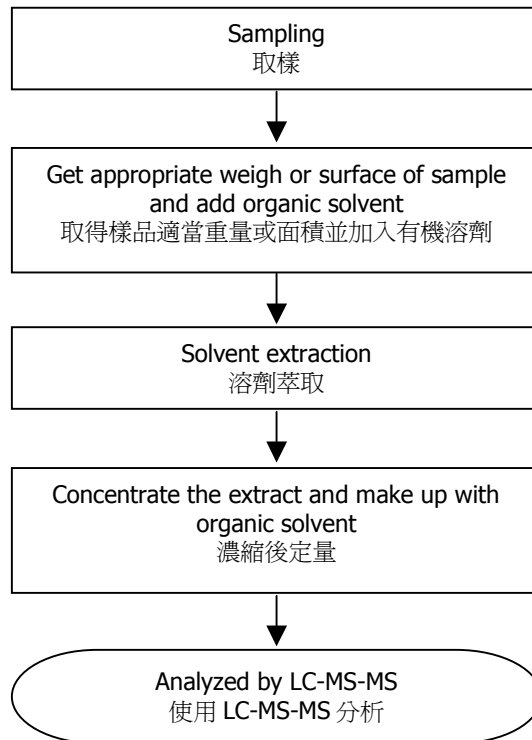 Sampling
取樣
Get appropriate weigh or surface of sample
and add organic solvent
取得樣品適當重量或面積並加入有機溶劑
Solvent extraction
溶劑萃取
Concentrate the extract and make up with
organic solvent
濃縮後定量
Analyzed by LC-MS-MS
使用 LC-MS-MS 分析